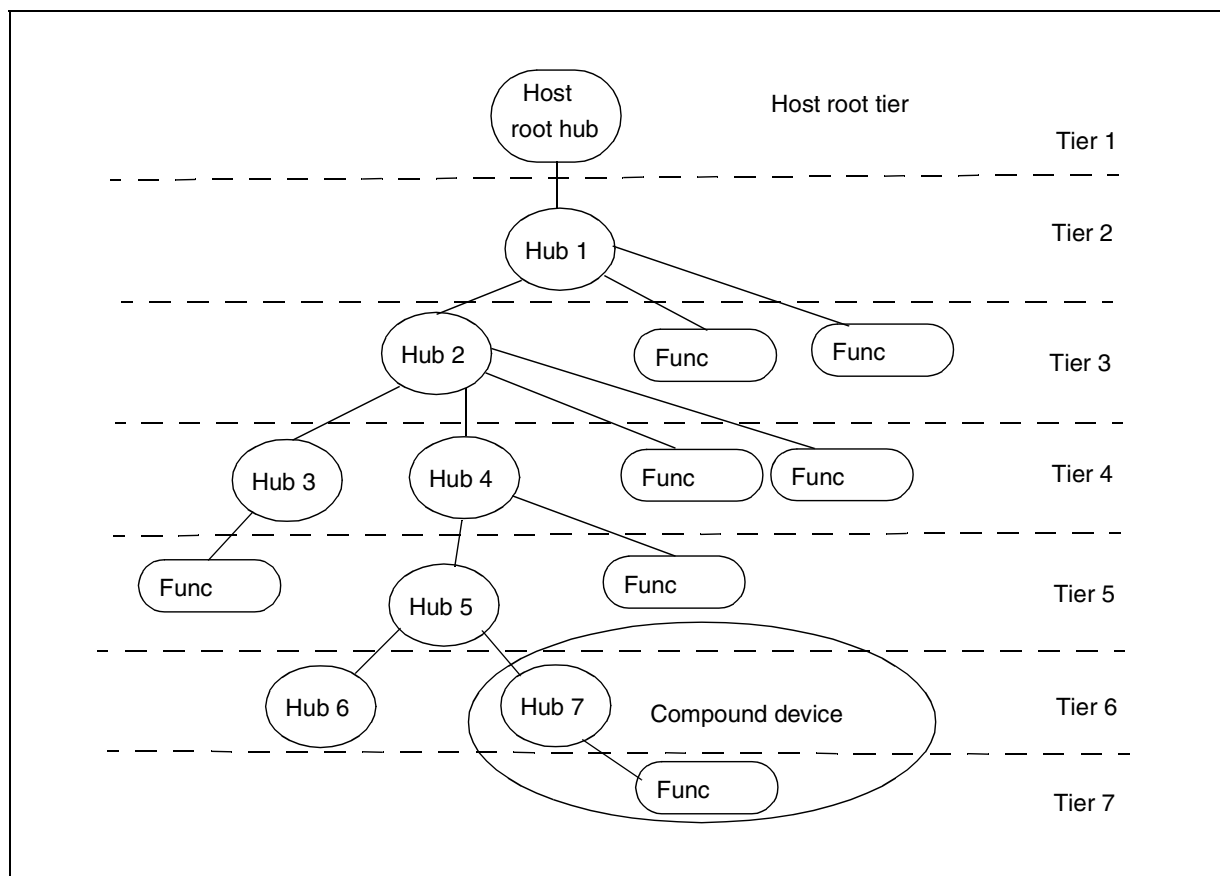 Host
root hub
Host root tier
Tier 1
Hub 1
Tier 2
Hub 2
Func
Func
Tier 3
Hub 3
Hub 4
Func
Func
Tier 4
Func
Hub 5
Func
Tier 5
Hub 6
Hub 7
Compound device
Tier 6
Func
Tier 7